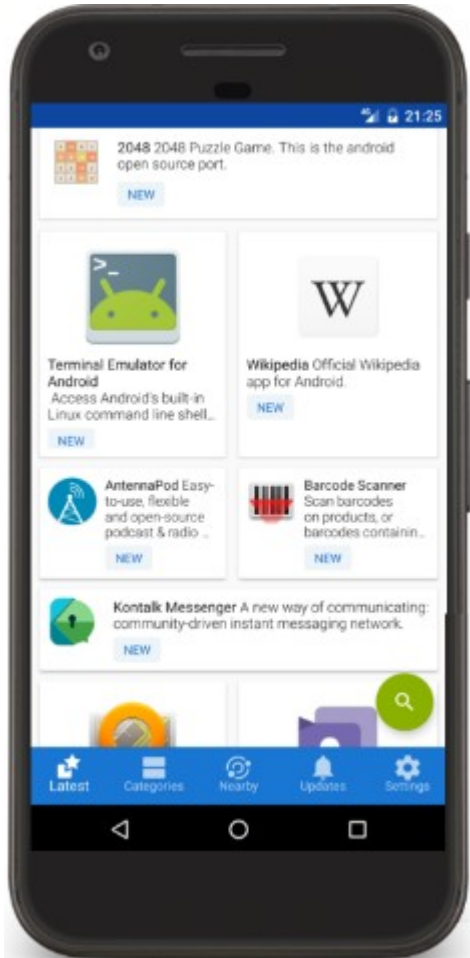 4G 21:25
2048 2048 Puzzle Game. This is the android
open source port.
NEW
>_
W
Terminal Emulator for
Android
Access Android's built-in
Linux command line shell...
NEW
Wikipedia Official Wikipedia
app for Android.
NEW
AntennaPod Easy-
to-use, flexible
and open-source
podcast & radio ...
NEW
Barcode Scanner
Scan barcodes
on products, or
barcodes containin...
NEW
Kontalk Messenger A new way of communicating:
community-driven instant messaging network.
NEW
Latest
Categories
Nearby
Updates
Settings